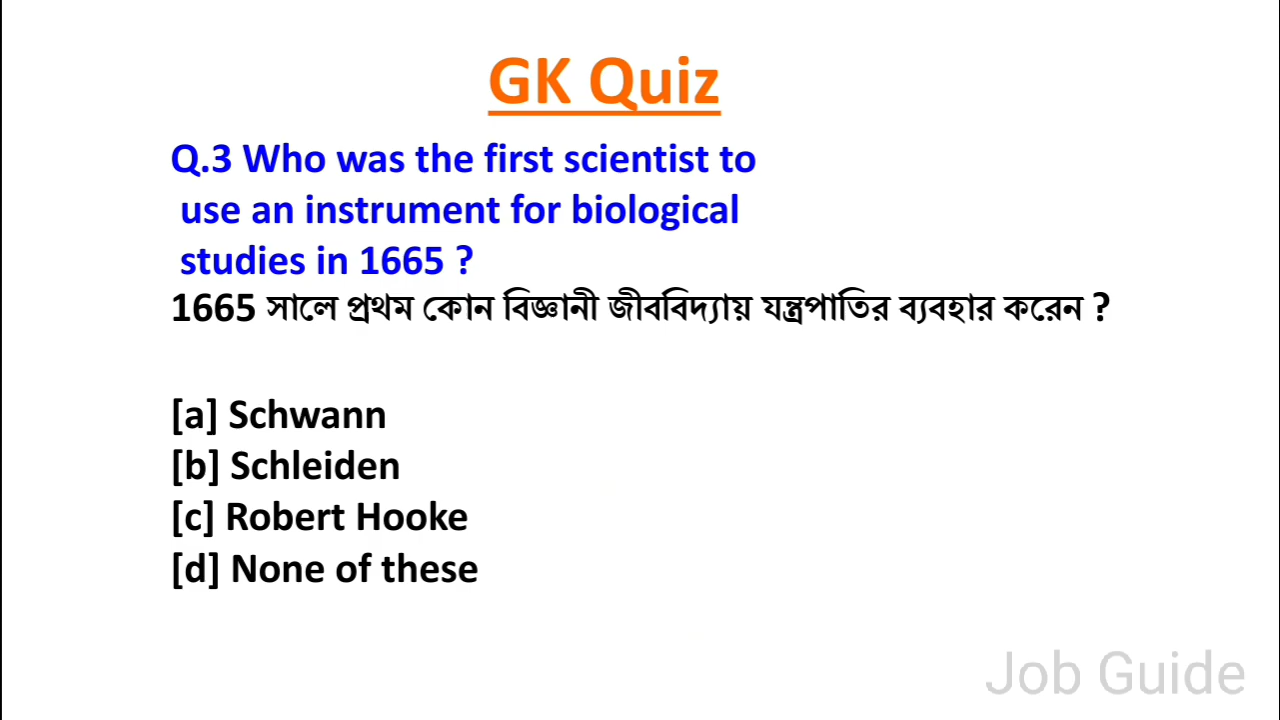 GK Quiz
Q.3 Who was the first scientist to
use an instrument for biological
studies in 1665 ?
1665 সালে প্রথম কোন বিজ্ঞানী জীববিদ্যায় যন্ত্রপাতির ব্যবহার করেন ?
[a] Schwann
[b] Schleiden
[c] Robert Hooke
[d] None of these
Job Guide